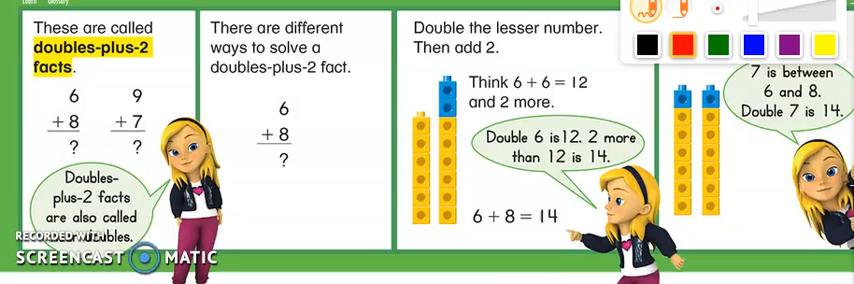 Learn Glossary
These are called
doubles-plus-2
facts.
6
+ 8
?
9
+ 7
?
Doubles-
plus-2 facts
are also called
doubles.
RECORDED WITH
SCREENCAST MATIC
There are different
ways to solve a
doubles-plus-2 fact.
6
+ 8
?
Double the lesser number.
Then add 2.
Think 6 + 6 = 12
and 2 more.
Double 6 is 12. 2 more
than 12 is 14.
6 + 8 = 14
7 is between
6 and 8.
Double 7 is 14.